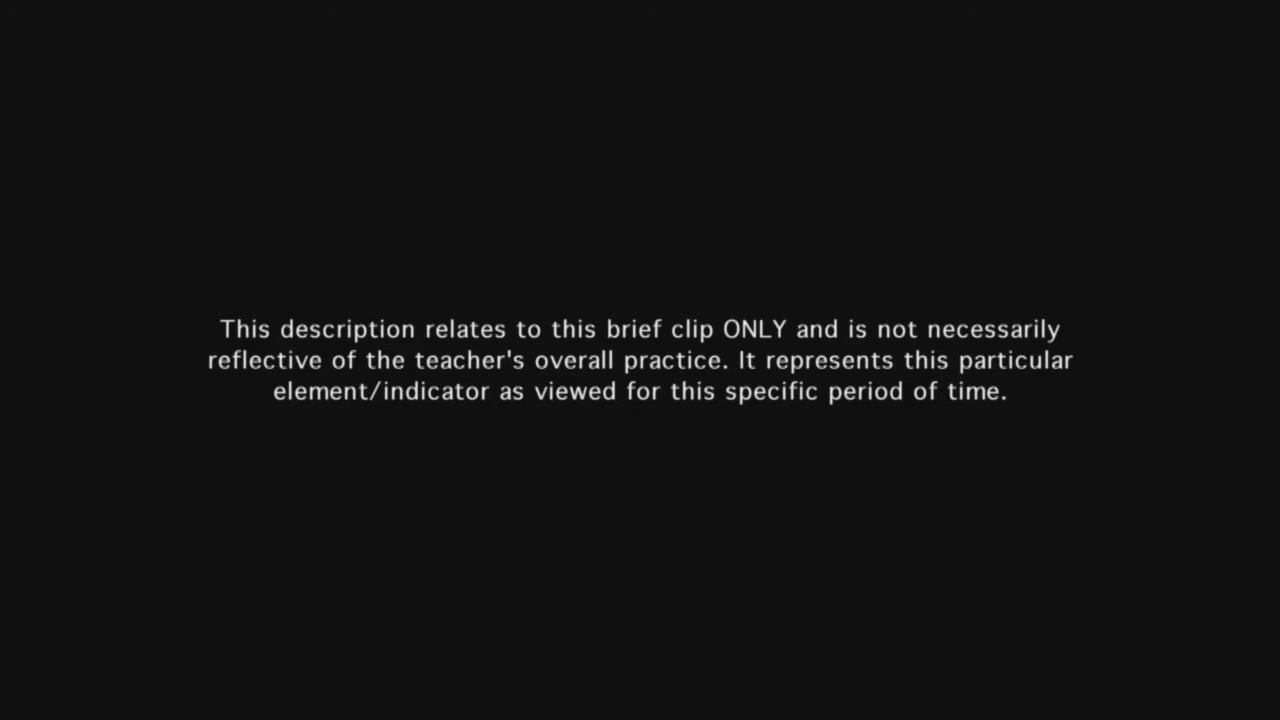 This description relates to this brief clip ONLY and is not necessarily
reflective of the teacher's overall practice. It represents this particular
element/indicator as viewed for this specific period of time.